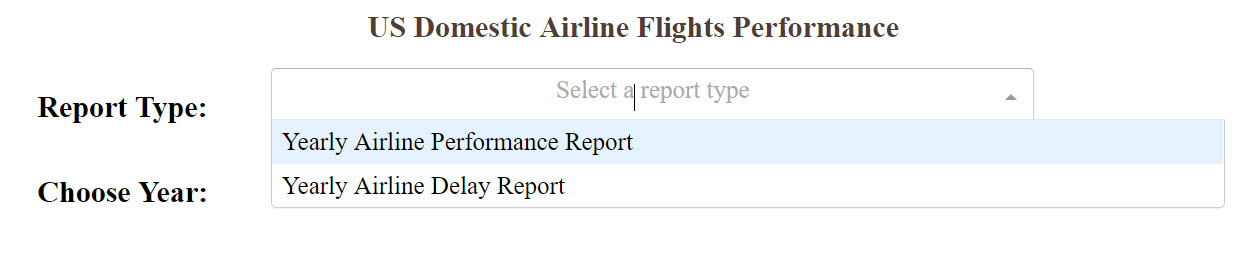 US Domestic Airline Flights Performance
Report Type:
Select a report type
Yearly Airline Performance Report
Yearly Airline Delay Report
Choose Year: